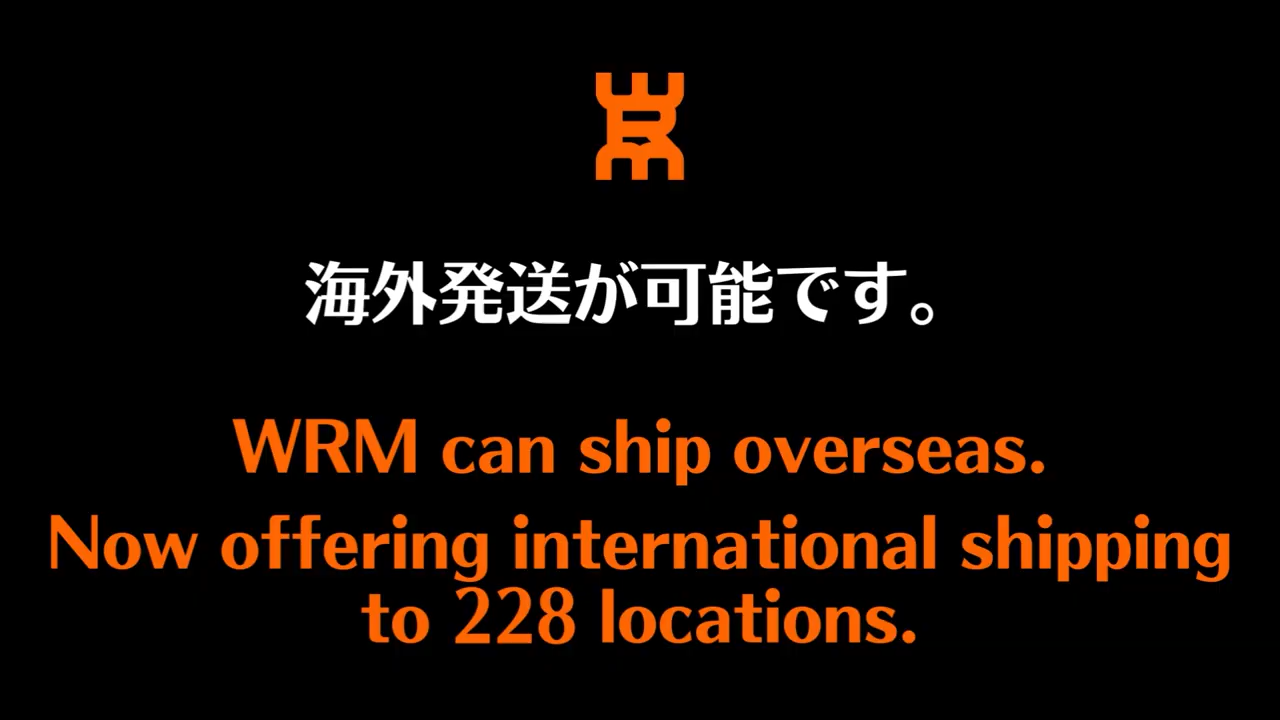 海外発送が可能です。
WRM can ship overseas.
Now offering international shipping
to 228 locations.